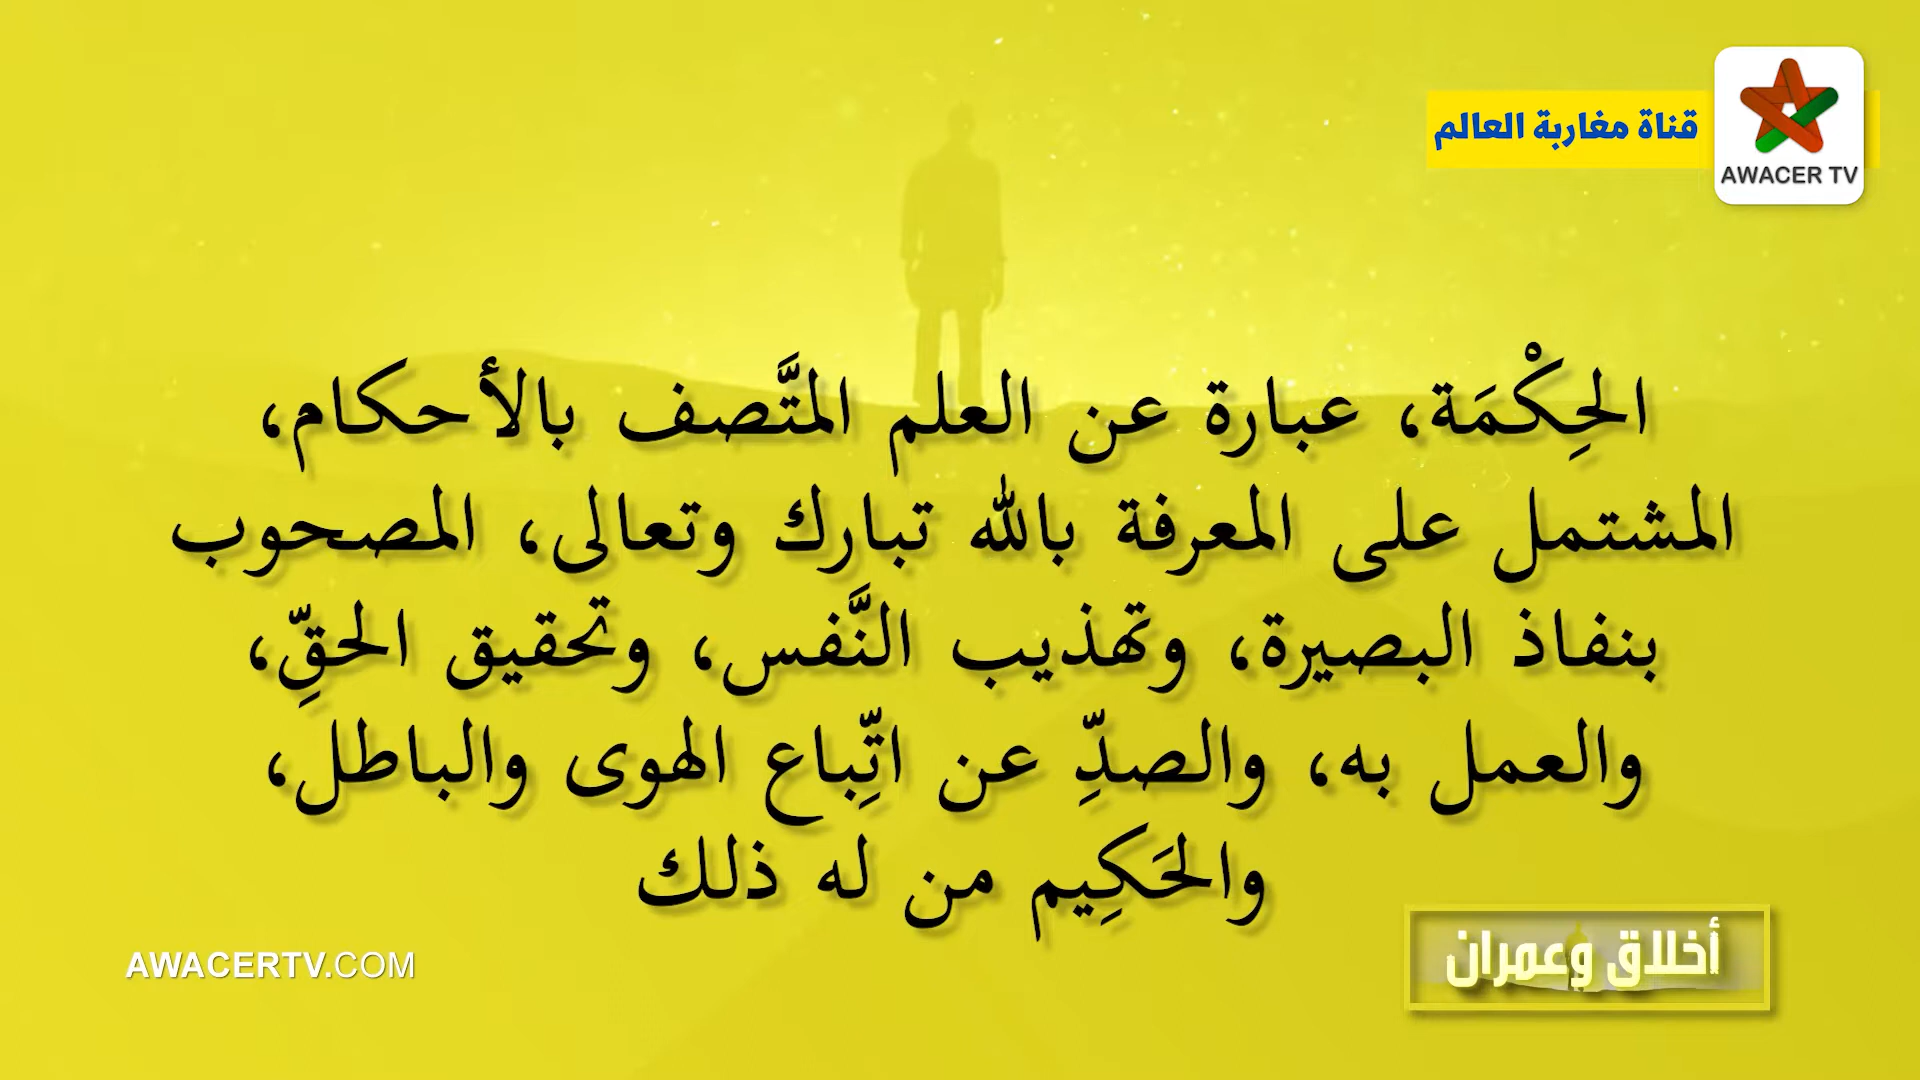 قناة مغاربة العالم
AWACER TV
الحِكْمَة، عبارة عن العلم المتَّصف بالأحكام،
المشتمل على المعرفة بالله تبارك وتعالى، المصحوب
بنفاذ البصيرة، وتهذيب النَّفس، وتحقيق الحقِّ،
والعمل به، والصدِّ عن اتِّباع الهوى والباطل،
والحَكِيم من له ذلك
أخلاق وعمران
AWACERTV.COM